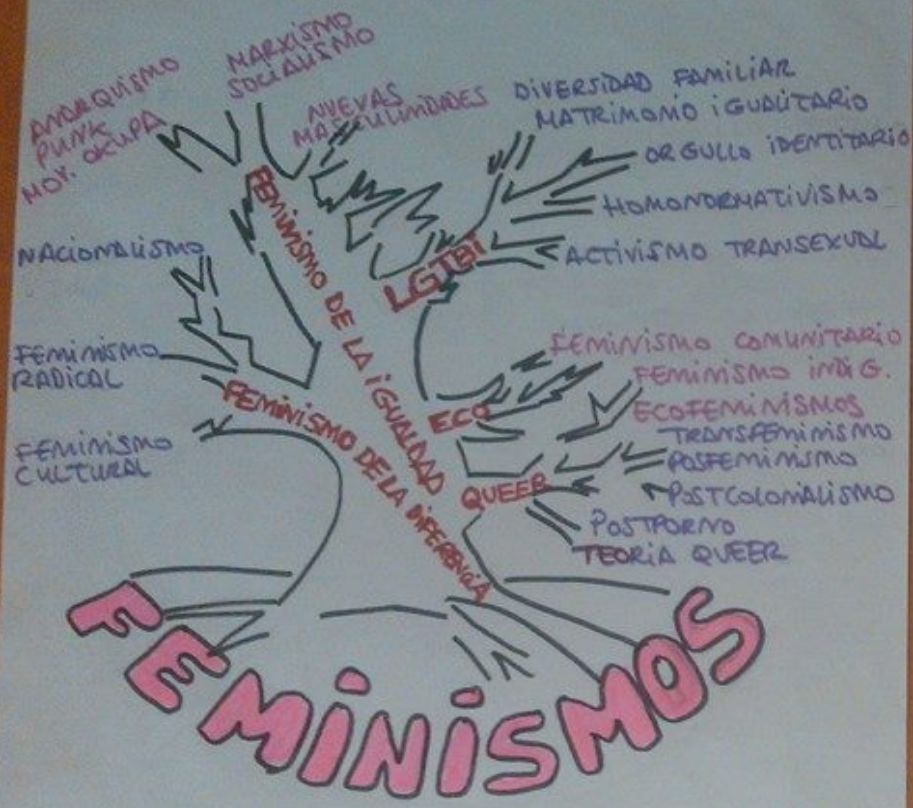 ANARQUISMO
PUNK
MOV. OKUPA
MARXISMO
SOCIALISMO
NUEVAS
MASCULINIDADES
DIVERSIDAD FAMILIAR
MATRIMONIO IGUALITARIO
ORGULLO IDENTITARIO
HOMONORMATIVISMO
ACTIVISMO TRANSEXUAL
LGTBI
NACIONALISMO
FEMINISMO
RADICAL
FEMINISMO
CULTURAL
FEMINISMO DE LA IGUALDAD
FEMINISMO DE LA DIFERENCIA
ECO
FEMINISMO COMUNITARIO
FEMINISMO INDIG.
ECOFEMINISMOS
QUEER
TRANSFEMINISMO
POSFEMINISMO
POSTCOLONIALISMO
POSTPORNO
TEORIA QUEER
FEMINISMOS